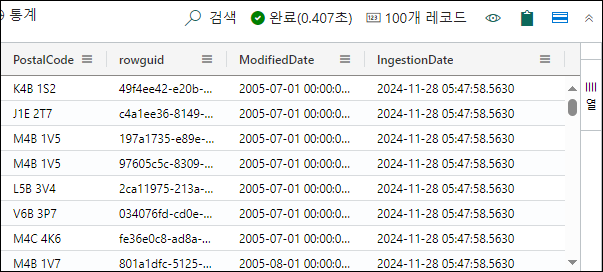 통계 검색 완료(0.407초) 100개 레코드
PostalCode rowguid ModifiedDate IngestionDate
K4B 1S2 49f4ee42-e20b-... 2005-07-01 00:00:0... 2024-11-28 05:47:58.5630
J1E 2T7 c4a1ee36-8149-... 2005-07-01 00:00:0... 2024-11-28 05:47:58.5630
M4B 1V5 197a1735-e89e-... 2005-07-01 00:00:0... 2024-11-28 05:47:58.5630
M4B 1V5 97605c5c-8309-... 2005-07-01 00:00:0... 2024-11-28 05:47:58.5630
L5B 3V4 2ca11975-213a-... 2005-07-01 00:00:0... 2024-11-28 05:47:58.5630
V6B 3P7 034076fd-cd0e-... 2005-07-01 00:00:0... 2024-11-28 05:47:58.5630
M4C 4K6 fe36e0c8-ad8a-... 2005-07-01 00:00:0... 2024-11-28 05:47:58.5630
M4B 1V7 801a1dfc-5125-... 2005-08-01 00:00:0... 2024-11-28 05:47:58.5630
열